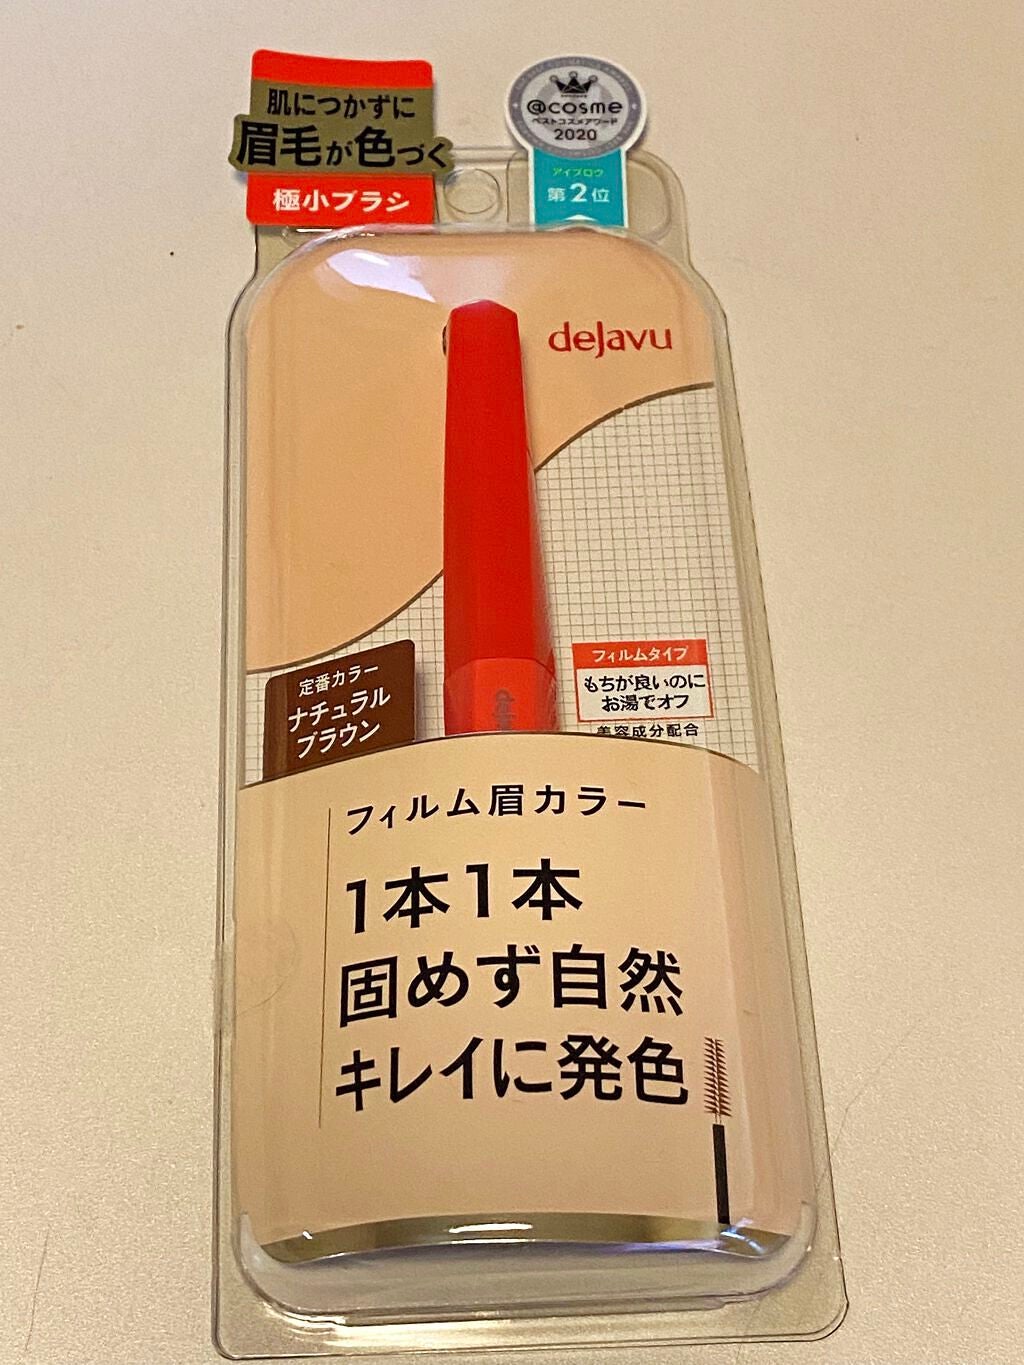 肌につかずに
眉毛が色づく
極小ブラシ
@cosme
ベストコスメアワード
2020
アイブロウ
第2位
deJavu
定番カラー
ナチュラル
ブラウン
フィルムタイプ
もちが良いのに
お湯でオフ
美容成分配合
フィルム眉カラー
1本1本
固めず自然
キレイに発色